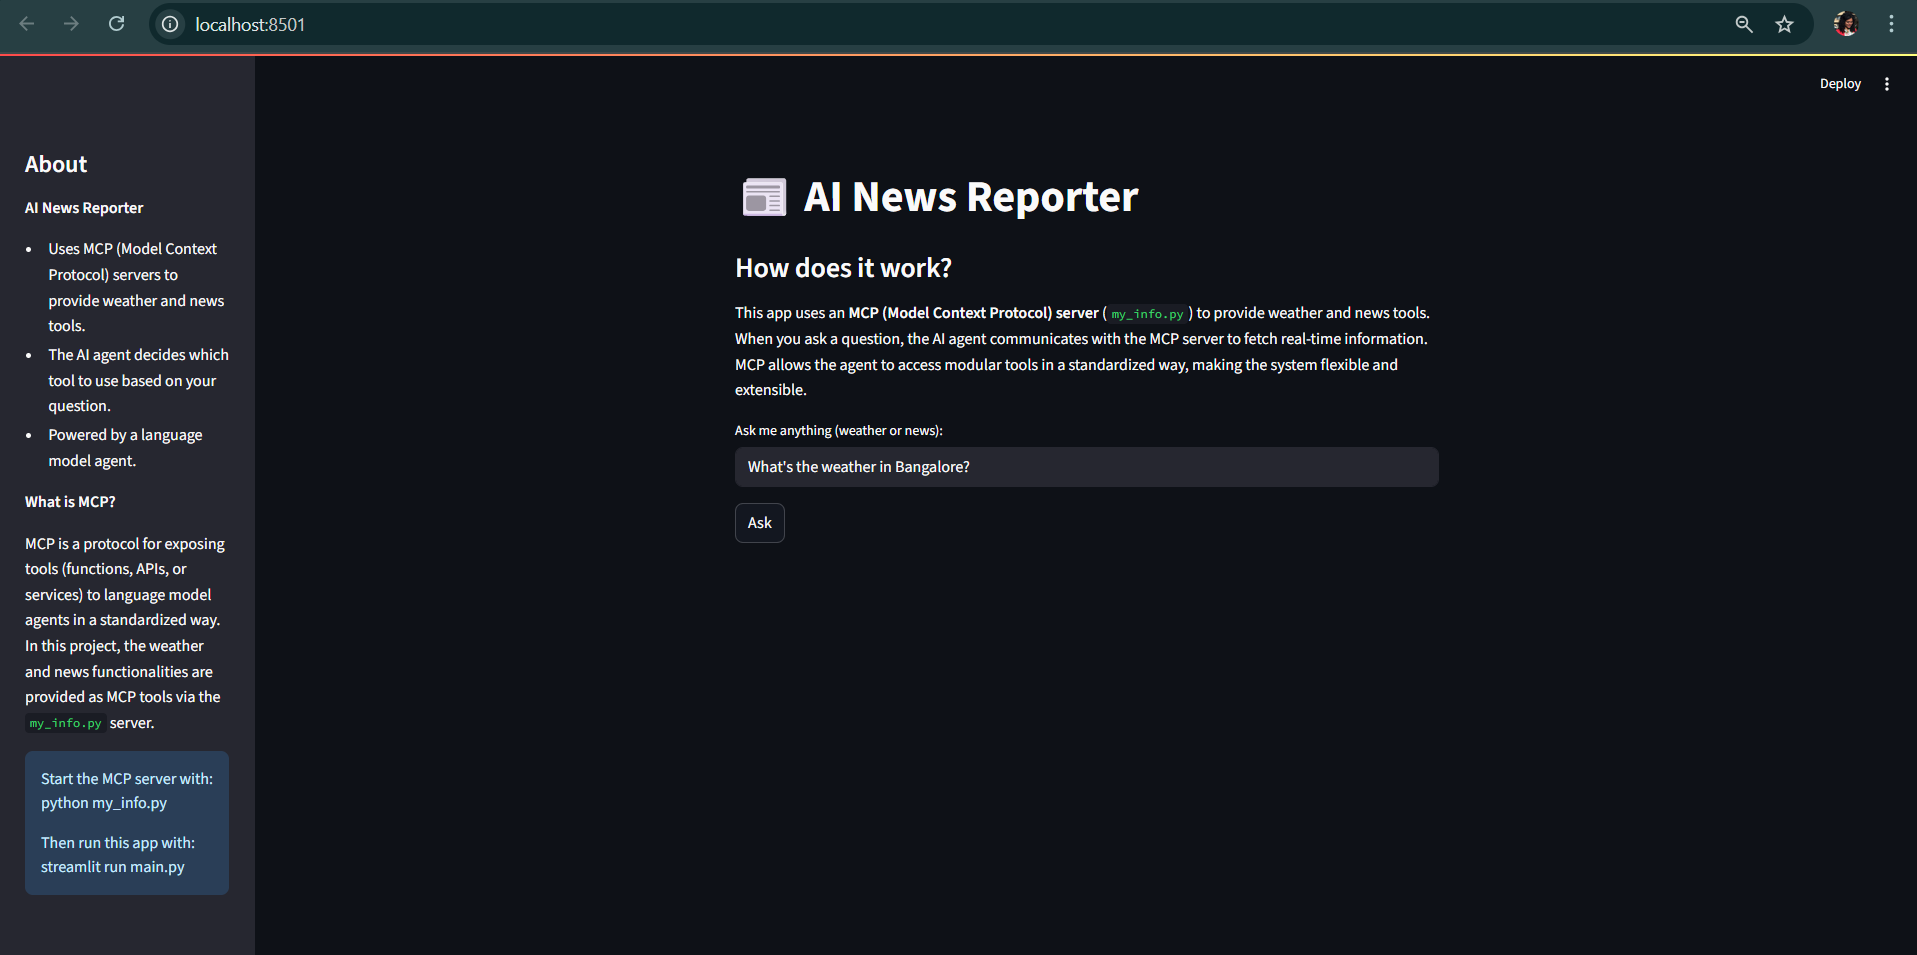 localhost:8501
Deploy
About
AI News Reporter
Uses MCP (Model Context
Protocol) servers to
provide weather and news
tools.
The AI agent decides which
tool to use based on your
question.
Powered by a language
model agent.
What is MCP?
MCP is a protocol for exposing
tools (functions, APIs, or
services) to language model
agents in a standardized way.
In this project, the weather
and news functionalities are
provided as MCP tools via the
my_info.py server.
Start the MCP server with:
python my_info.py
Then run this app with:
streamlit run main.py
AI News Reporter
How does it work?
This app uses an MCP (Model Context Protocol) server ( my_info.py ) to provide weather and news tools.
When you ask a question, the AI agent communicates with the MCP server to fetch real-time information.
MCP allows the agent to access modular tools in a standardized way, making the system flexible and
extensible.
Ask me anything (weather or news):
What's the weather in Bangalore?
Ask